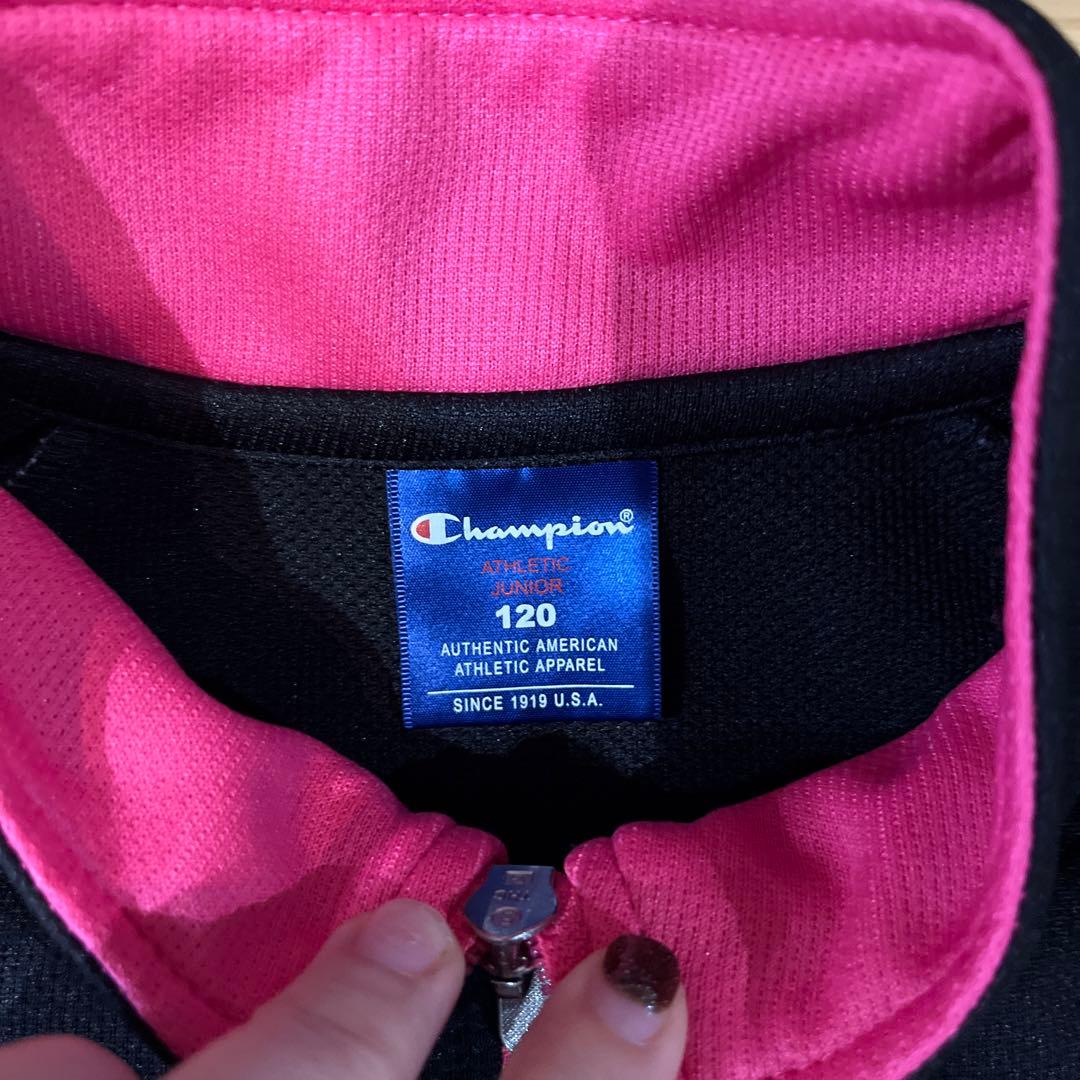 Champion®
ATHLETIC
JUNIOR
120
AUTHENTIC AMERICAN
ATHLETIC APPAREL
SINCE 1919 U.S.A.